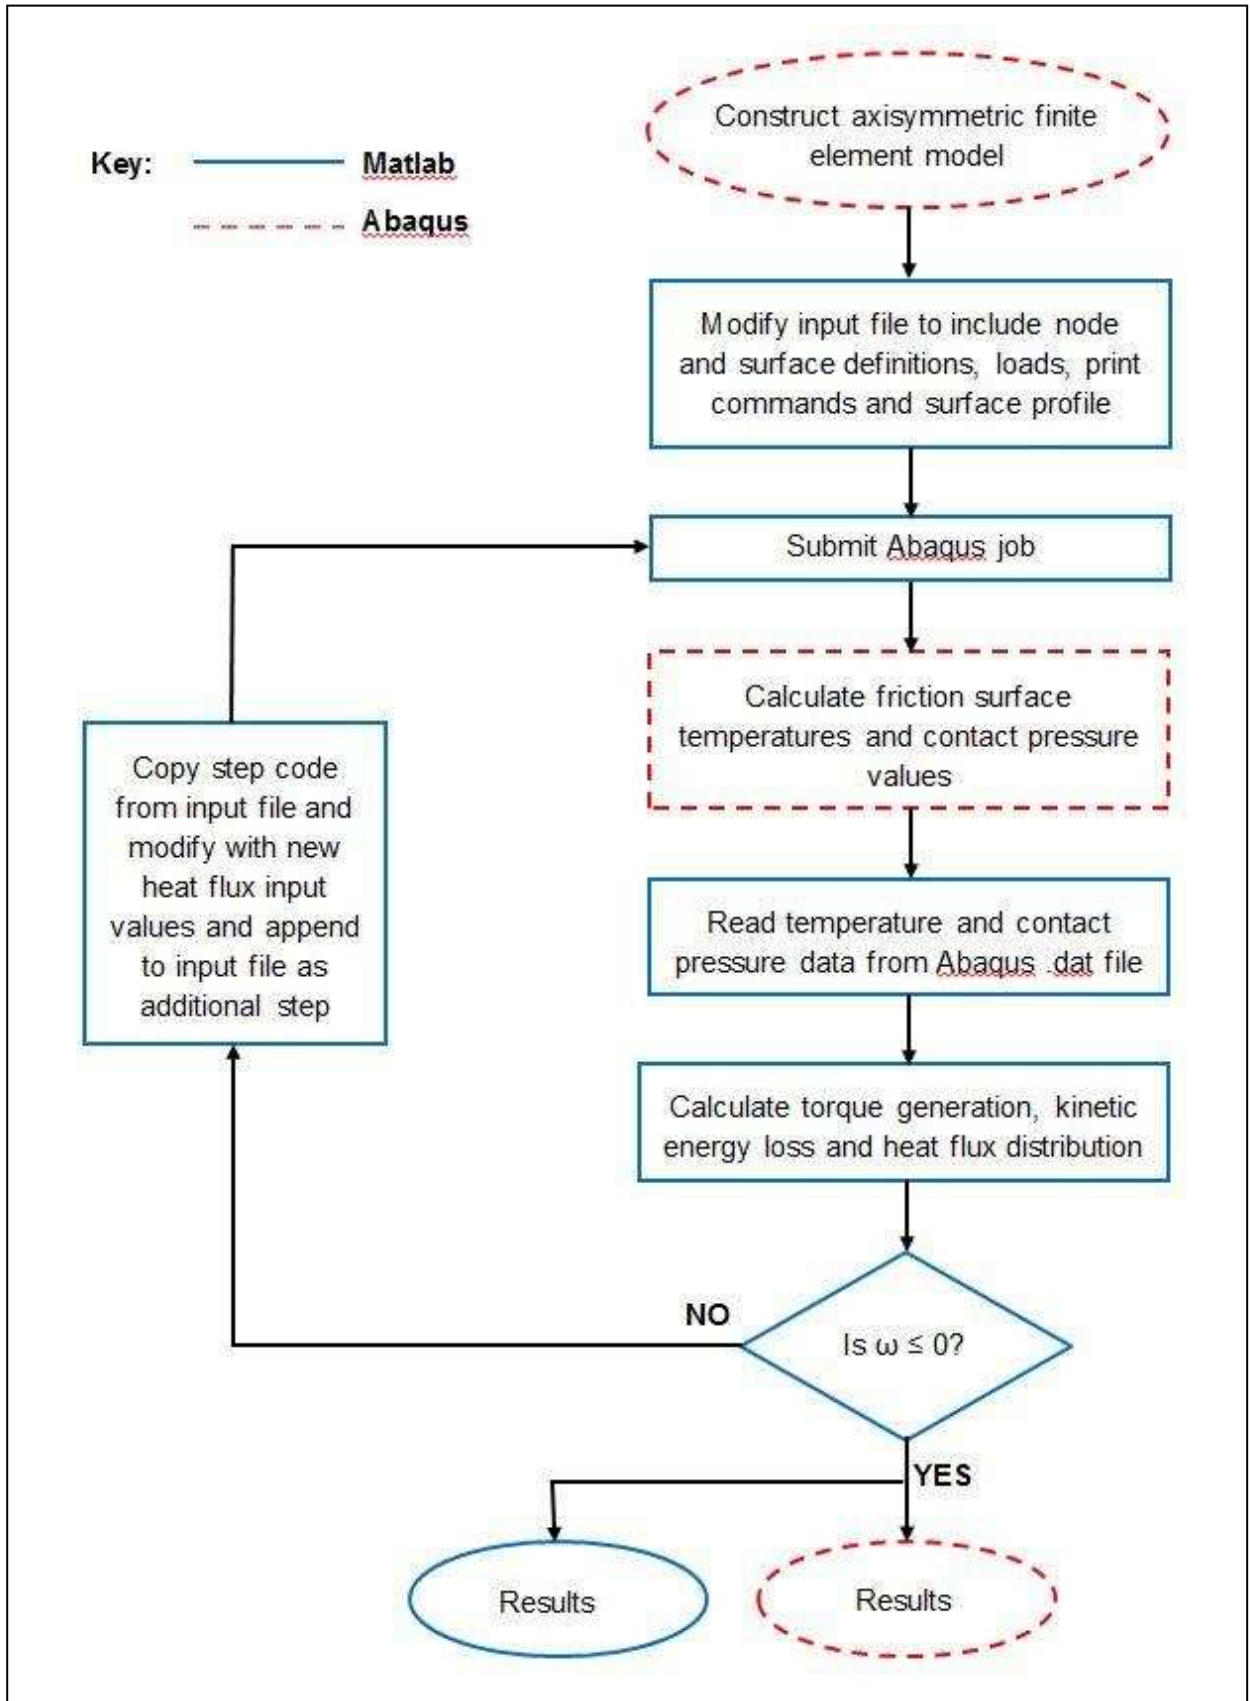 Key:
Matlab
Abaqus
Construct axisymmetric finite
element model
Modify input file to include node
and surface definitions, loads, print
commands and surface profile
Submit Abaqus job
Calculate friction surface
temperatures and contact pressure
values
Read temperature and contact
pressure data from Abaqus .dat file
Calculate torque generation, kinetic
energy loss and heat flux distribution
Is ω ≤ 0?
NO
Copy step code
from input file and
modify with new
heat flux input
values and append
to input file as
additional step
YES
Results
Results